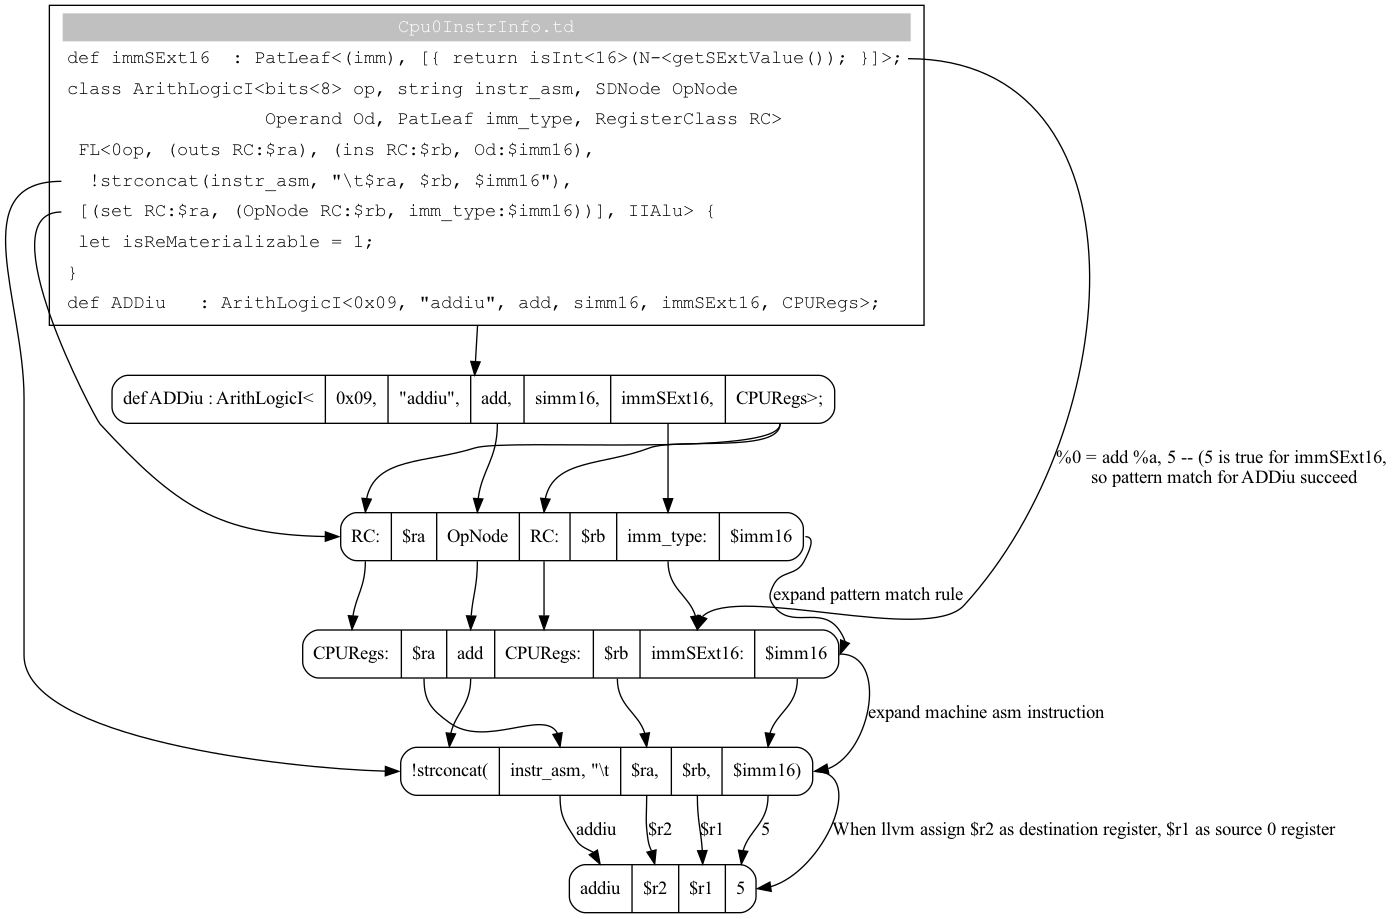 Cpu0InstrInfo.td
def immSExt16  : PatLeaf<(imm), [{ return isInt<16>(N-<getSExtValue()); }]>;
class ArithLogicI<bits<8> op, string instr_asm, SDNode OpNode
Operand Od, PatLeaf imm_type, RegisterClass RC>
FL<0op, (outs RC:$ra), (ins RC:$rb, Od:$imm16),
!strconcat(instr_asm, "\t$ra, $rb, $imm16"),
[(set RC:$ra, (OpNode RC:$rb, imm_type:$imm16))], IIAlu> {
let isReMaterializable = 1;
}
def ADDiu   : ArithLogicI<0x09, "addiu", add, simm16, immSExt16, CPURegs>;
def ADDiu : ArithLogicI< 0x09, "addiu", add, simm16, immSExt16, CPURegs>;
%0 = add %a, 5 -- (5 is true for immSExt16,
so pattern match for ADDiu succeed
RC: $ra OpNode RC: $rb imm_type: $imm16
expand pattern match rule
CPURegs: $ra add CPURegs: $rb immSExt16: $imm16
expand machine asm instruction
!strconcat( instr_asm, "\t $ra, $rb, $imm16)
addiu $r2 $r1 5 When llvm assign $r2 as destination register, $r1 as source 0 register
addiu $r2 $r1 5